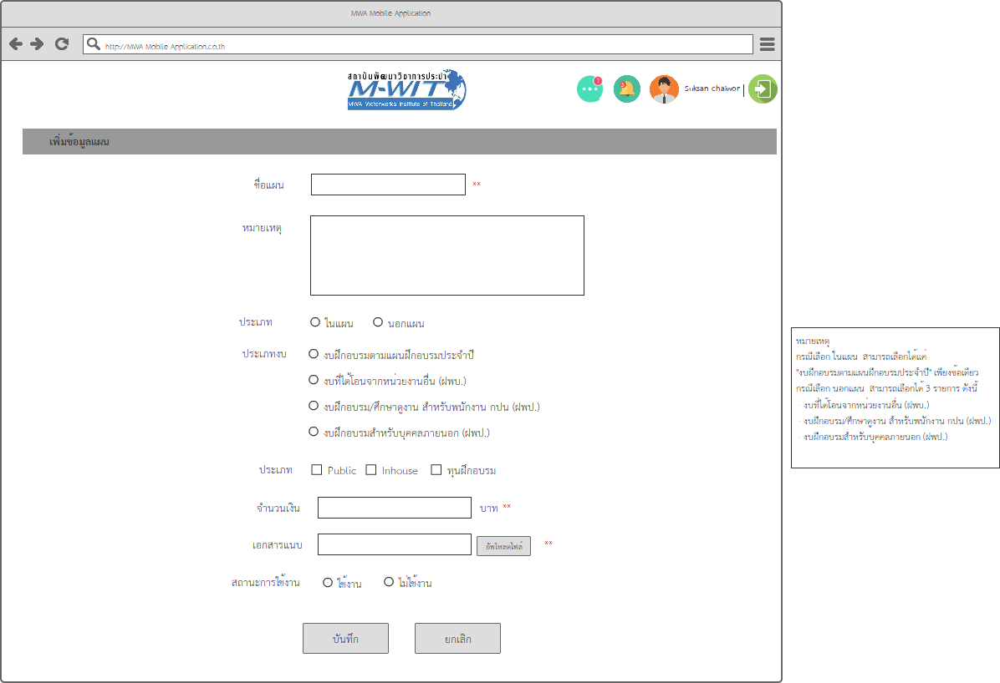 MWA Mobile Application
http://MWA Mobile Application.co.th
สถาบันพัฒนาวิชาการประปา
M-WIT
MWA Waterworks Institute of Thailand
1
3
Suksan chaiwon
เพิ่มข้อมูลแผน
ชื่อแผน **
หมายเหตุ
ประเภท ในแผน นอกแผน
ประเภทงบ งบฝึกอบรมตามแผนฝึกอบรมประจำปี
งบที่ได้โอนจากหน่วยงานอื่น (ฝพบ.)
งบฝึกอบรม/ศึกษาดูงาน สำหรับพนักงาน กปน (ฝพป.)
งบฝึกอบรมสำหรับบุคคลภายนอก (ฝพป.)
ประเภท Public Inhouse ทุนฝึกอบรม
จำนวนเงิน บาท **
เอกสารแนบ อัพโหลดไฟล์ **
สถานะการใช้งาน ใช้งาน ไม่ใช้งาน
บันทึก ยกเลิก
หมายเหตุ
กรณีเลือก ในแผน สามารถเลือกได้แค่
"งบฝึกอบรมตามแผนฝึกอบรมประจำปี" เพียงข้อเดียว
กรณีเลือก นอกแผน สามารถเลือกได้ 3 รายการ ดังนี้
- งบที่ได้โอนจากหน่วยงานอื่น (ฝพบ.)
- งบฝึกอบรม/ศึกษาดูงาน สำหรับพนักงาน กปน (ฝพป.)
- งบฝึกอบรมสำหรับบุคคลภายนอก (ฝพป.)